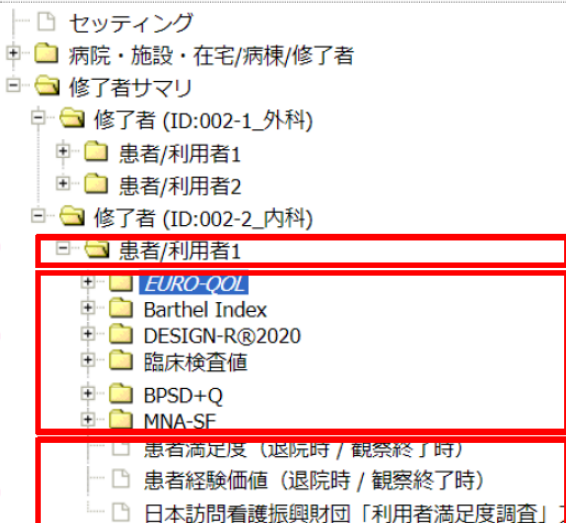 セッティング
病院・施設・在宅/病棟/修了者
修了者サマリ
修了者 (ID:002-1_外科)
患者/利用者1
患者/利用者2
修了者 (ID:002-2_内科)
患者/利用者1
EURO-QOL
Barthel Index
DESIGN-R®2020
臨床検査値
BPSD+Q
MNA-SF
患者満足度（退院時 / 観察終了時）
患者経験価値（退院時 / 観察終了時）
日本訪問看護振興財団「利用者満足度調査」